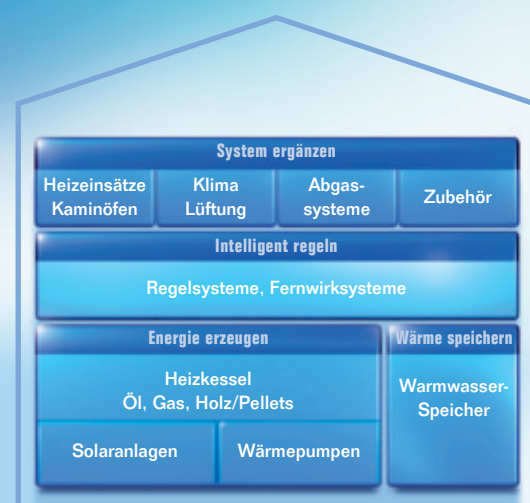 System ergänzen
Heizeinsätze
Kaminöfen
Klima
Lüftung
Abgas-
systeme
Zubehör
Intelligent regeln
Regelsysteme, Fernwirksysteme
Energie erzeugen
Heizkessel
Öl, Gas, Holz/Pellets
Solaranlagen
Wärmepumpen
Wärme speichern
Warmwasser-
Speicher